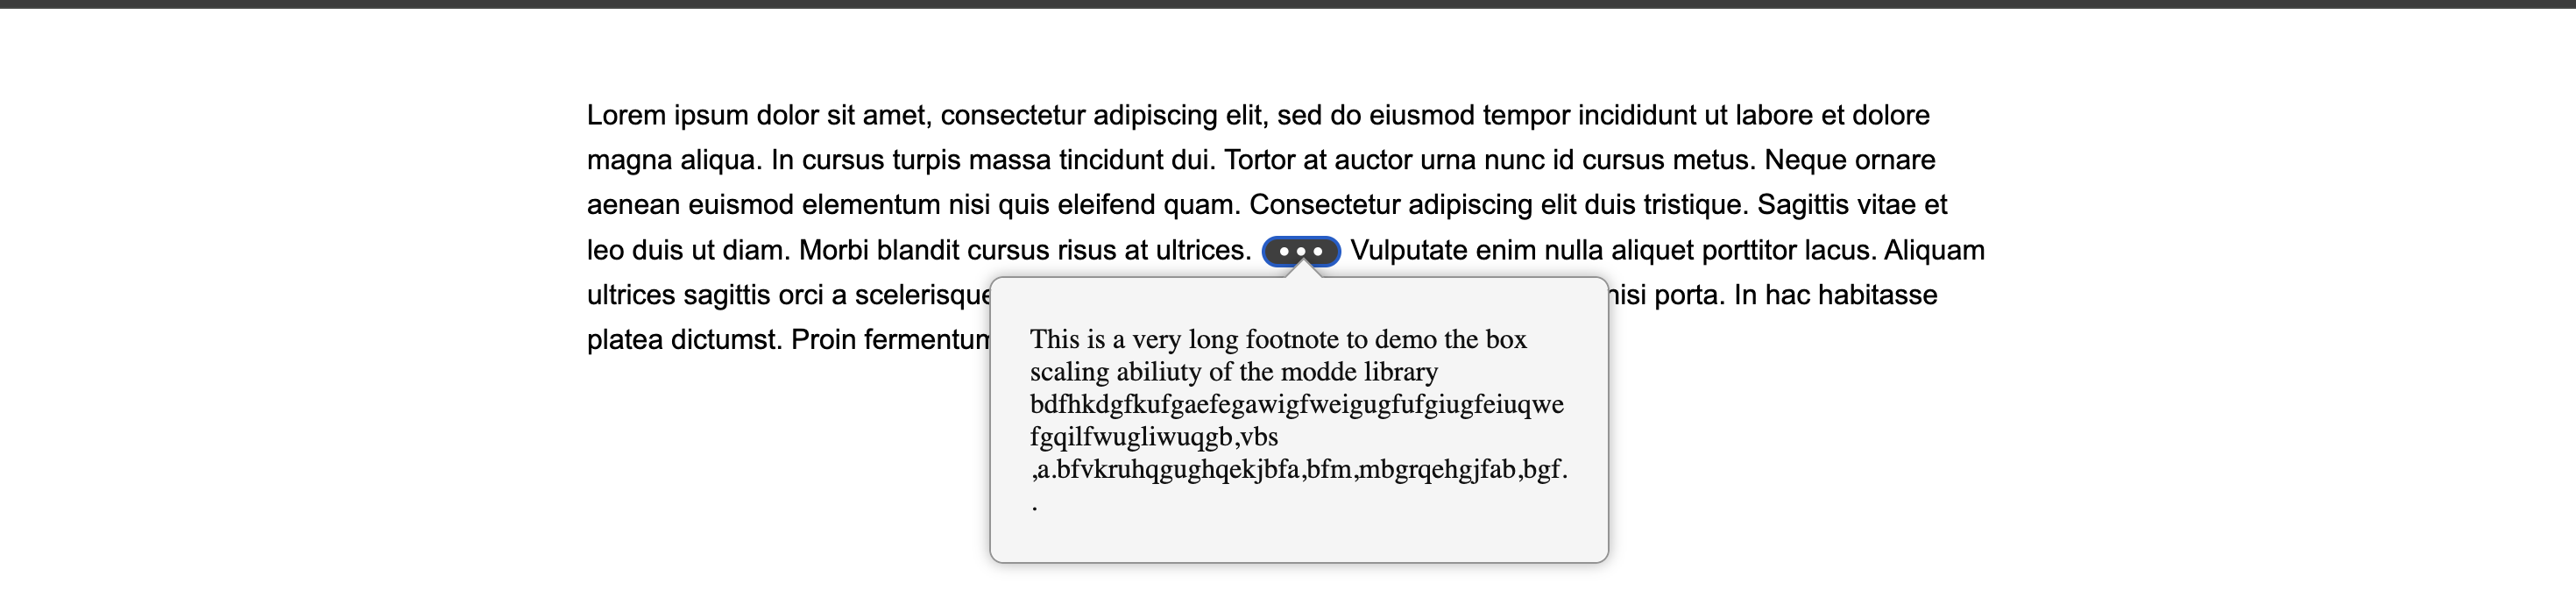 Lorem ipsum dolor sit amet, consectetur adipiscing elit, sed do eiusmod tempor incididunt ut labore et dolore
magna aliqua. In cursus turpis massa tincidunt dui. Tortor at auctor urna nunc id cursus metus. Neque ornare
aenean euismod elementum nisi quis eleifend quam. Consectetur adipiscing elit duis tristique. Sagittis vitae et
leo duis ut diam. Morbi blandit cursus risus at ultrices. ••• Vulputate enim nulla aliquet porttitor lacus. Aliquam
ultrices sagittis orci a scelerisque nisi porta. In hac habitasse
platea dictumst. Proin fermentum
This is a very long footnote to demo the box
scaling abiliuty of the modde library
bdfhkdgfkufgaefegawigfweigugfufgiugfeiuqwe
fgqilfwugliwuqgb,vbs
,a.bfvkruhqgughqekjbfa,bfm,mbgrqehgjfab,bgf.
.